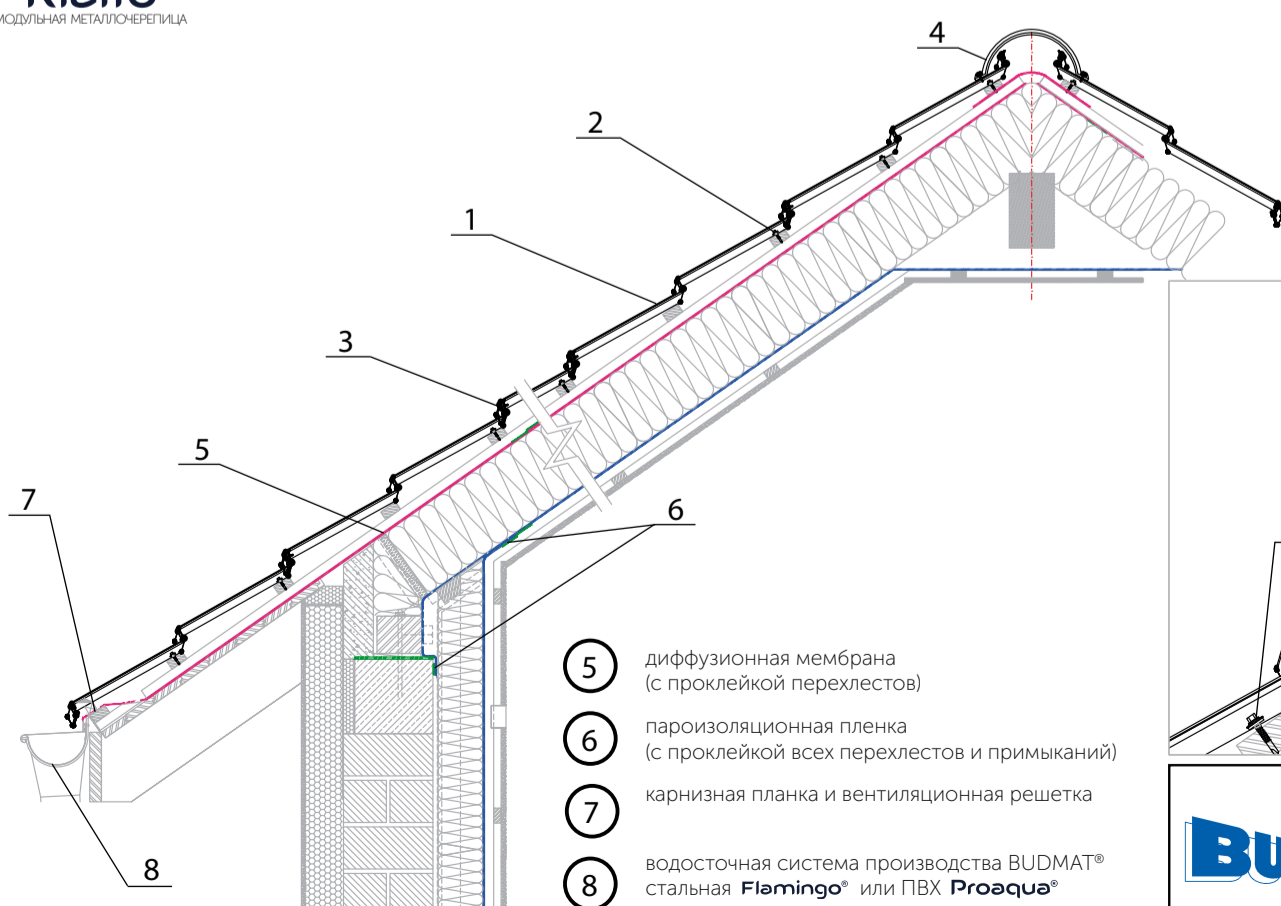 МОДУЛЬНАЯ МЕТАЛЛОЧЕРЕПИЦА
4
2
1
3
5
7
6
8
5 диффузионная мембрана
(с проклейкой перехлестов)
6 пароизоляционная пленка
(с проклейкой всех перехлестов и примыканий)
7 карнизная планка и вентиляционная решетка
8 водосточная система производства BUDMAT®
стальная Flamingo® или ПВХ Proaqua®